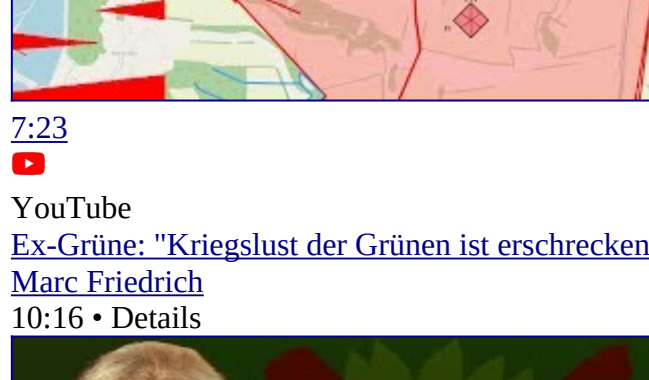 7:23
YouTube
Ex-Grüne: "Kriegslust der Grünen ist erschrecken
Marc Friedrich
10:16 • Details